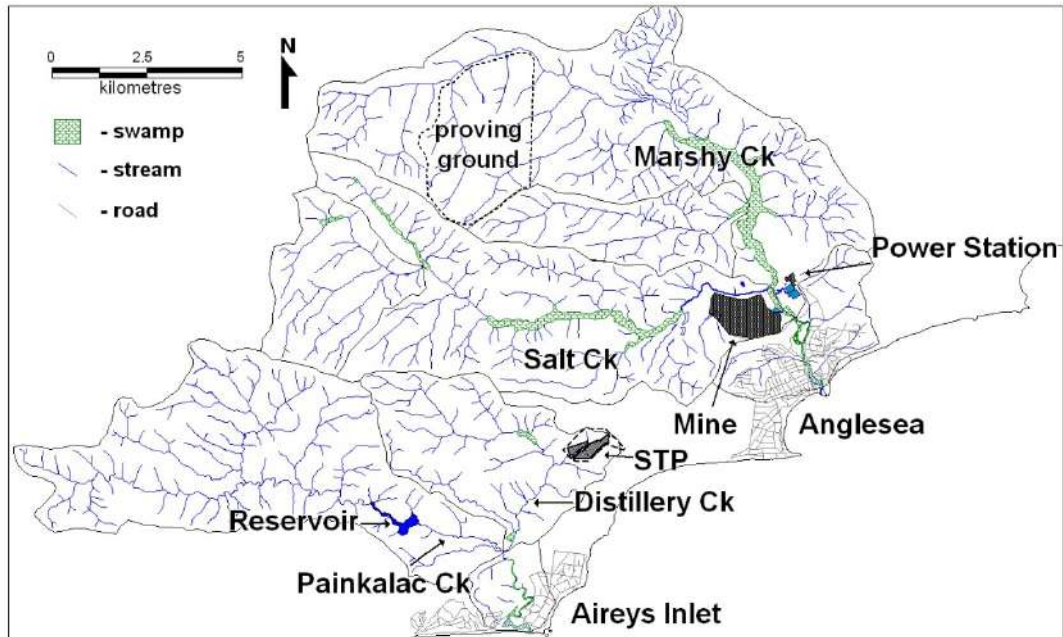 0 2.5 5
kilometres
N
- swamp
- stream
- road
proving
ground
Marshy Ck
Power Station
Salt Ck
Mine
Anglesea
STP
Distillery Ck
Reservoir
Painkalac Ck
Aireys Inlet